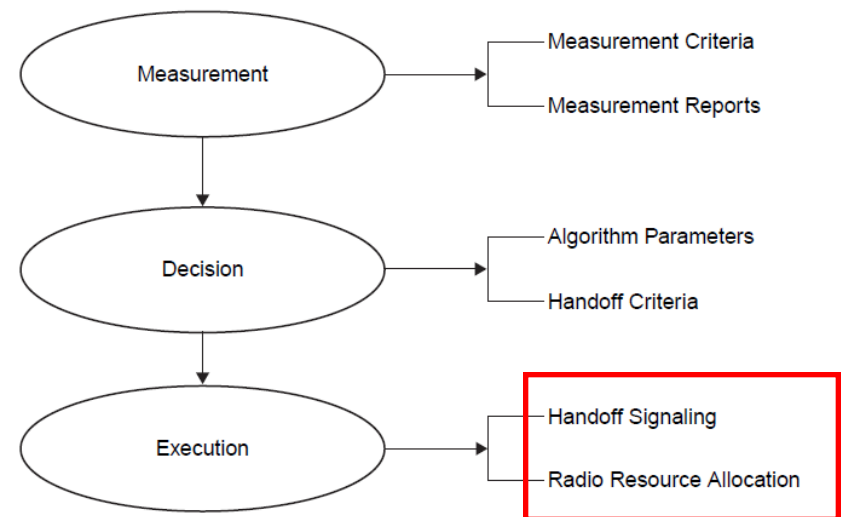 Measurement
Measurement Criteria
Measurement Reports
Decision
Algorithm Parameters
Handoff Criteria
Execution
Handoff Signaling
Radio Resource Allocation